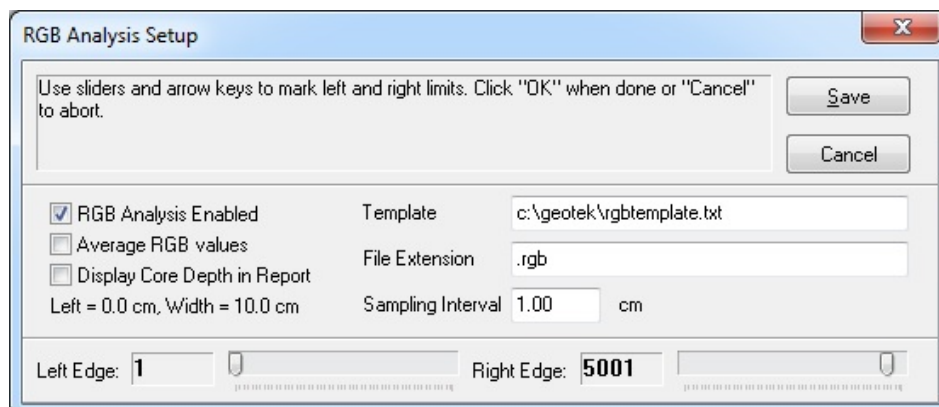 RGB Analysis Setup
Use sliders and arrow keys to mark left and right limits. Click "OK" when done or "Cancel"
to abort.
Save
Cancel
RGB Analysis Enabled
Average RGB values
Display Core Depth in Report
Left = 0.0 cm, Width = 10.0 cm
Template c:\geotek\rgbtemplate.txt
File Extension .rgb
Sampling Interval 1.00 cm
Left Edge: 1 Right Edge: 5001